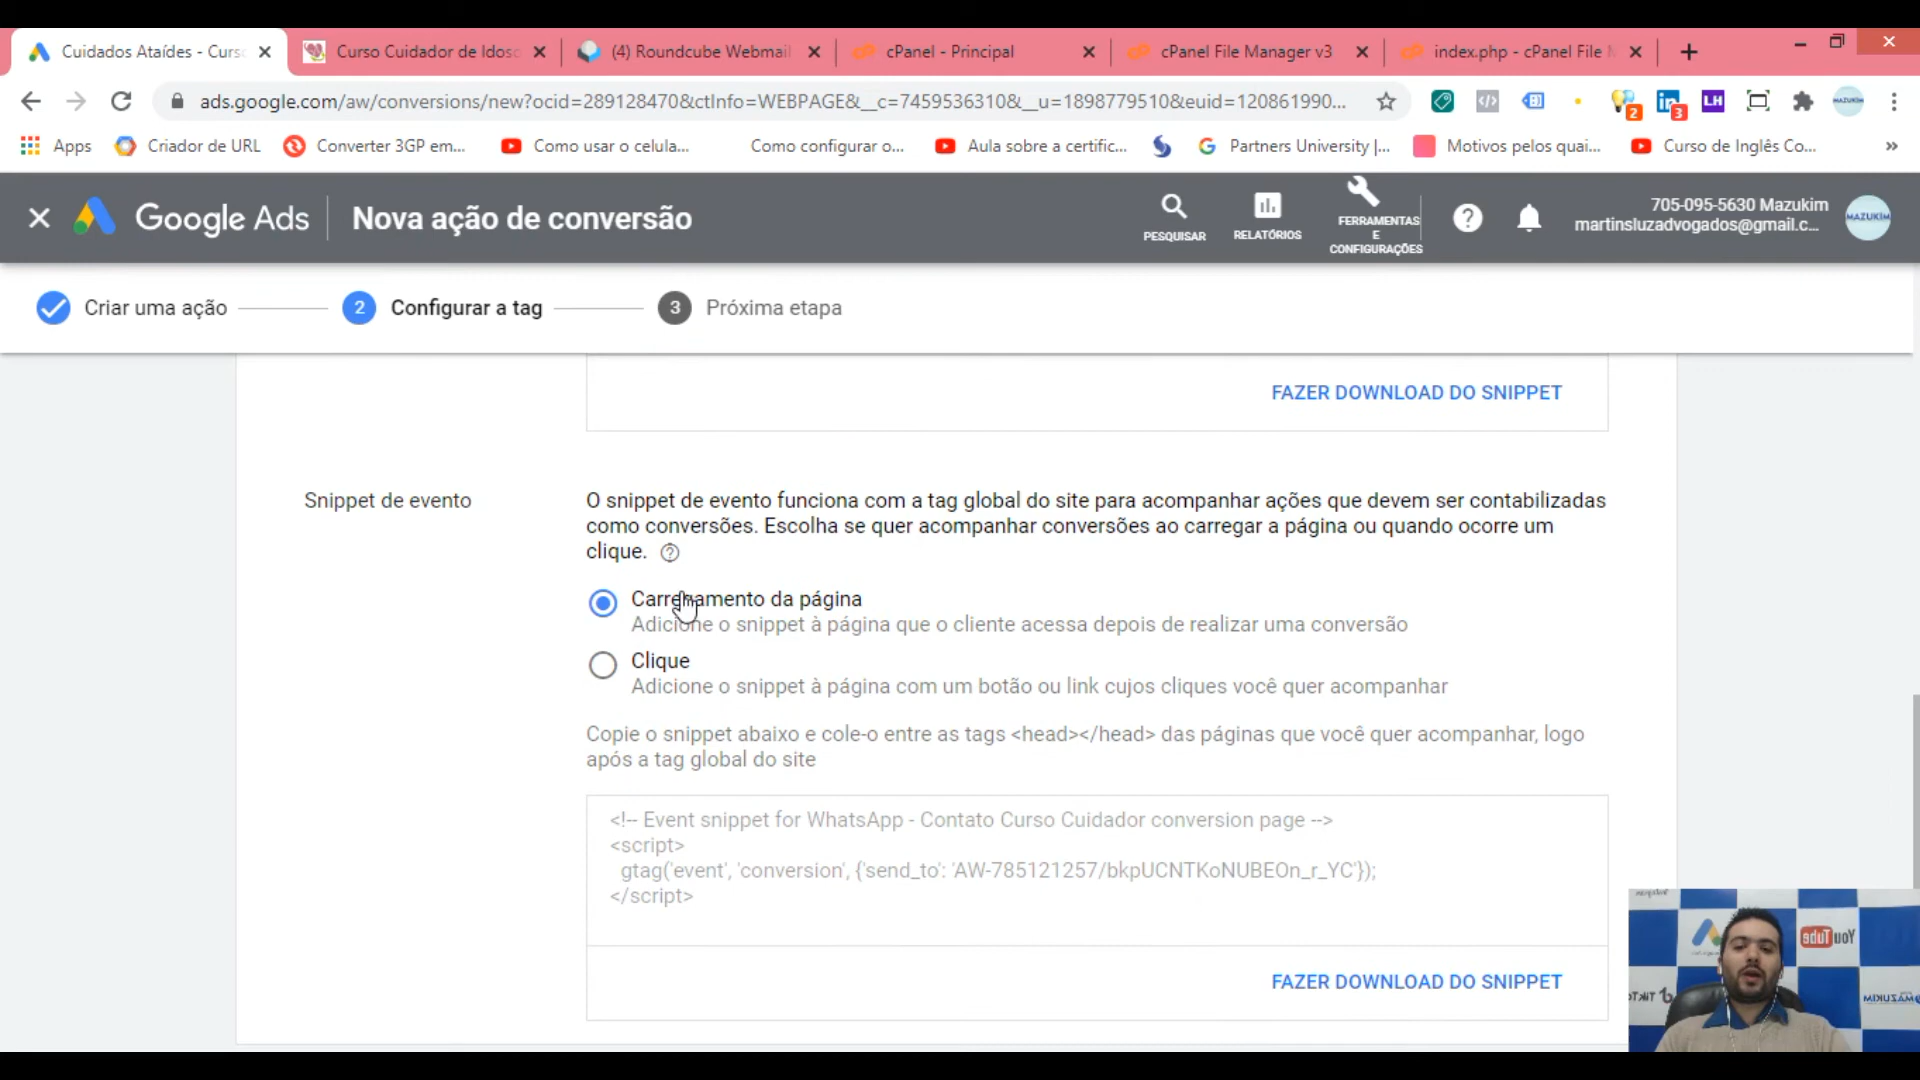 Cuidados Ataídes - Curs
Curso Cuidador de Idoso
(4) Roundcube Webmail
cPanel - Principal
cPanel File Manager v3
index.php - cPanel File M
ads.google.com/aw/conversions/new?ocid=289128470&ctInfo=WEBPAGE&__c=7459536310&__u=1898779510&euid=120861990...
LH
2
3
MAZUKIM
Apps
Criador de URL
Converter 3GP em...
Como usar o celula...
Como configurar o...
Aula sobre a certific...
Partners University |...
Motivos pelos quai...
Curso de Inglês Co...
»
Google Ads
Nova ação de conversão
PESQUISAR
RELATÓRIOS
FERRAMENTAS
E
CONFIGURAÇÕES
705-095-5630 Mazukim
martinsluzadvogados@gmail.c...
MAZUKIM
Criar uma ação
2
Configurar a tag
3
Próxima etapa
FAZER DOWNLOAD DO SNIPPET
Snippet de evento
O snippet de evento funciona com a tag global do site para acompanhar ações que devem ser contabilizadas
como conversões. Escolha se quer acompanhar conversões ao carregar a página ou quando ocorre um
clique.
Carregamento da página
Adicione o snippet à página que o cliente acessa depois de realizar uma conversão
Clique
Adicione o snippet à página com um botão ou link cujos cliques você quer acompanhar
Copie o snippet abaixo e cole-o entre as tags <head></head> das páginas que você quer acompanhar, logo
após a tag global do site
<!-- Event snippet for WhatsApp - Contato Curso Cuidador conversion page -->
<script>
gtag('event', 'conversion', {'send_to': 'AW-785121257/bkpUCNTKoNUBEOn_r_YC'});
</script>
FAZER DOWNLOAD DO SNIPPET
YouTube
TikTok
MAZUKIM